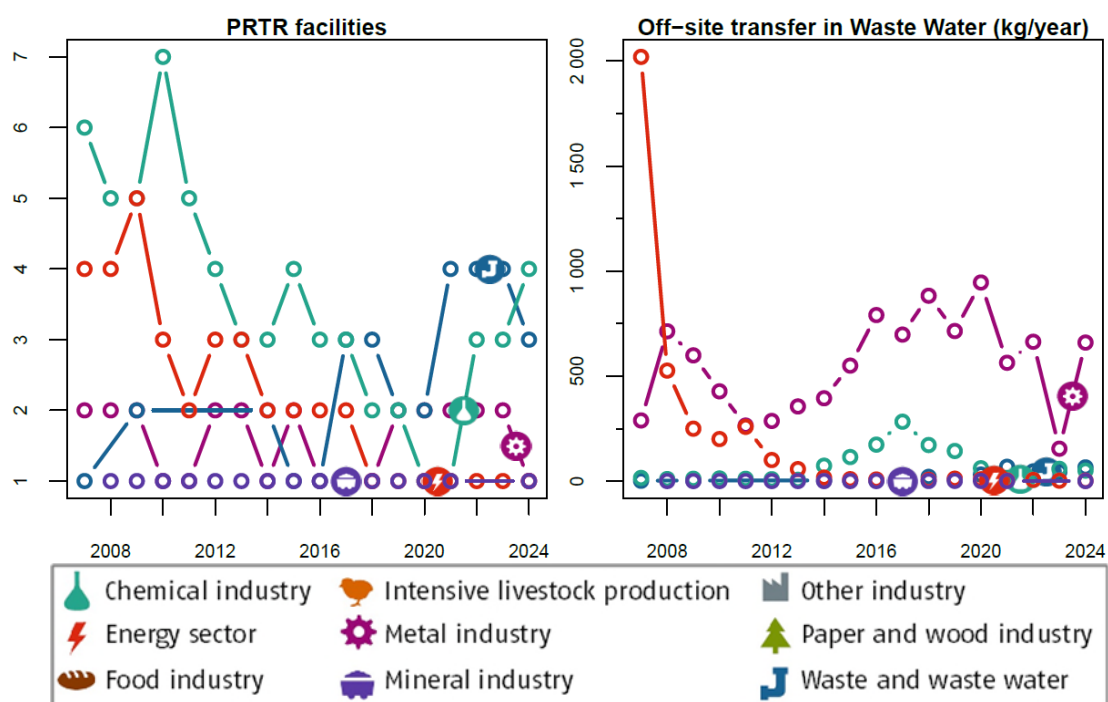 PRTR facilities
Off−site transfer in Waste Water (kg/year)
7
6
5
4
3
2
1
2 000
1 500
1 000
500
0
2008 2012 2016 2020 2024
2008 2012 2016 2020 2024
Chemical industry Intensive livestock production Other industry
Energy sector Metal industry Paper and wood industry
Food industry Mineral industry Waste and waste water